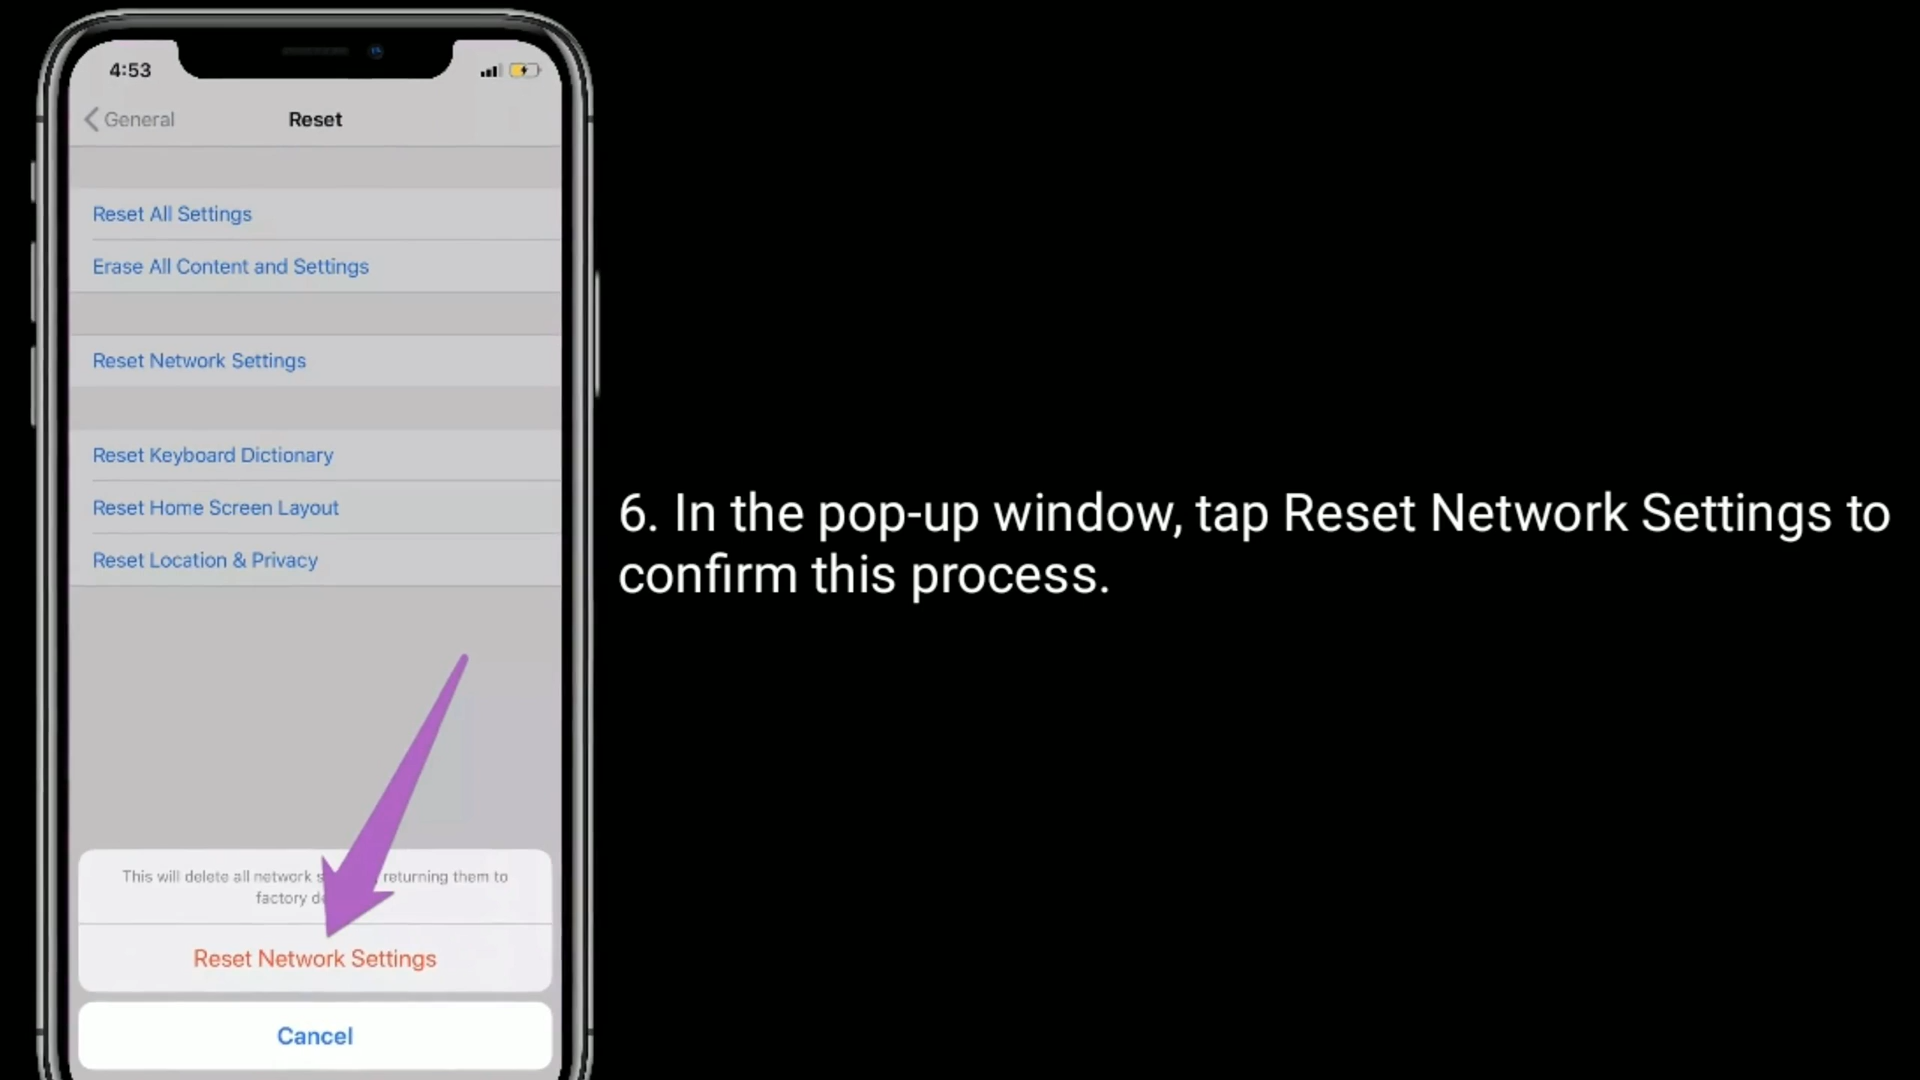 4:53
General
Reset
Reset All Settings
Erase All Content and Settings
Reset Network Settings
Reset Keyboard Dictionary
Reset Home Screen Layout
Reset Location & Privacy
This will delete all network returning them to
factory
Reset Network Settings
Cancel
6. In the pop-up window, tap Reset Network Settings to
confirm this process.